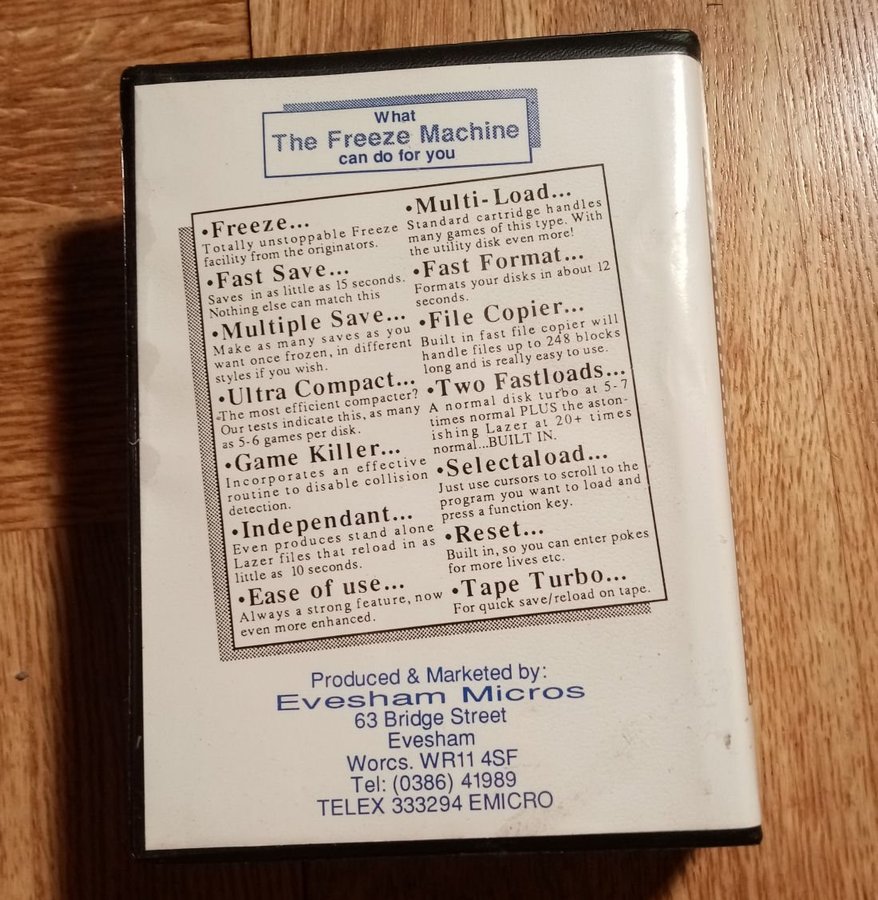 What
The Freeze Machine
can do for you
•Freeze...
Totally unstoppable Freeze
facility from the originators.
•Fast Save...
Saves in as little as 15 seconds.
Nothing else can match this
•Multiple Save...
Make as many saves as you
want once frozen, in different
styles if you wish.
•Ultra Compact...
The most efficient compacter?
Our tests indicate this, as many
as 5-6 games per disk.
•Game Killer...
Incorporates an effective
routine to disable collision
detection.
•Independant...
Even produces stand alone
Lazer files that reload in as
little as 10 seconds.
•Ease of use...
Always a strong feature, now
even more enhanced.
•Multi-Load...
Standard cartridge handles
many games of this type. With
the utility disk even more!
•Fast Format...
Formats your disks in about 12
seconds.
•File Copier...
Built in fast file copier will
handle files up to 248 blocks
long and is really easy to use.
•Two Fastloads...
A normal disk turbo at 5-7
times normal PLUS the aston-
ishing Lazer at 20+ times
normal...BUILT IN.
•Selectaload...
Just use cursors to scroll to the
program you want to load and
press a function key.
•Reset...
Built in, so you can enter pokes
for more lives etc.
•Tape Turbo...
For quick save/reload on tape.
Produced & Marketed by:
Evesham Micros
63 Bridge Street
Evesham
Worcs. WR11 4SF
Tel: (0386) 41989
TELEX 333294 EMICRO